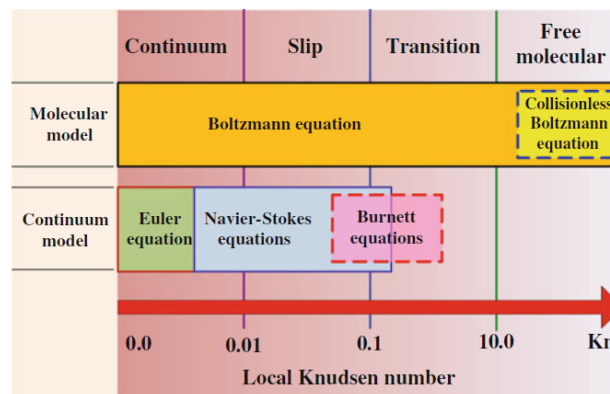 Continuum Slip Transition Free
molecular
Molecular
model
Boltzmann equation
Collisionless
Boltzmann
equation
Continuum
model
Euler
equation
Navier-Stokes
equations
Burnett
equations
0.0 0.01 0.1 10.0 Kn
Local Knudsen number